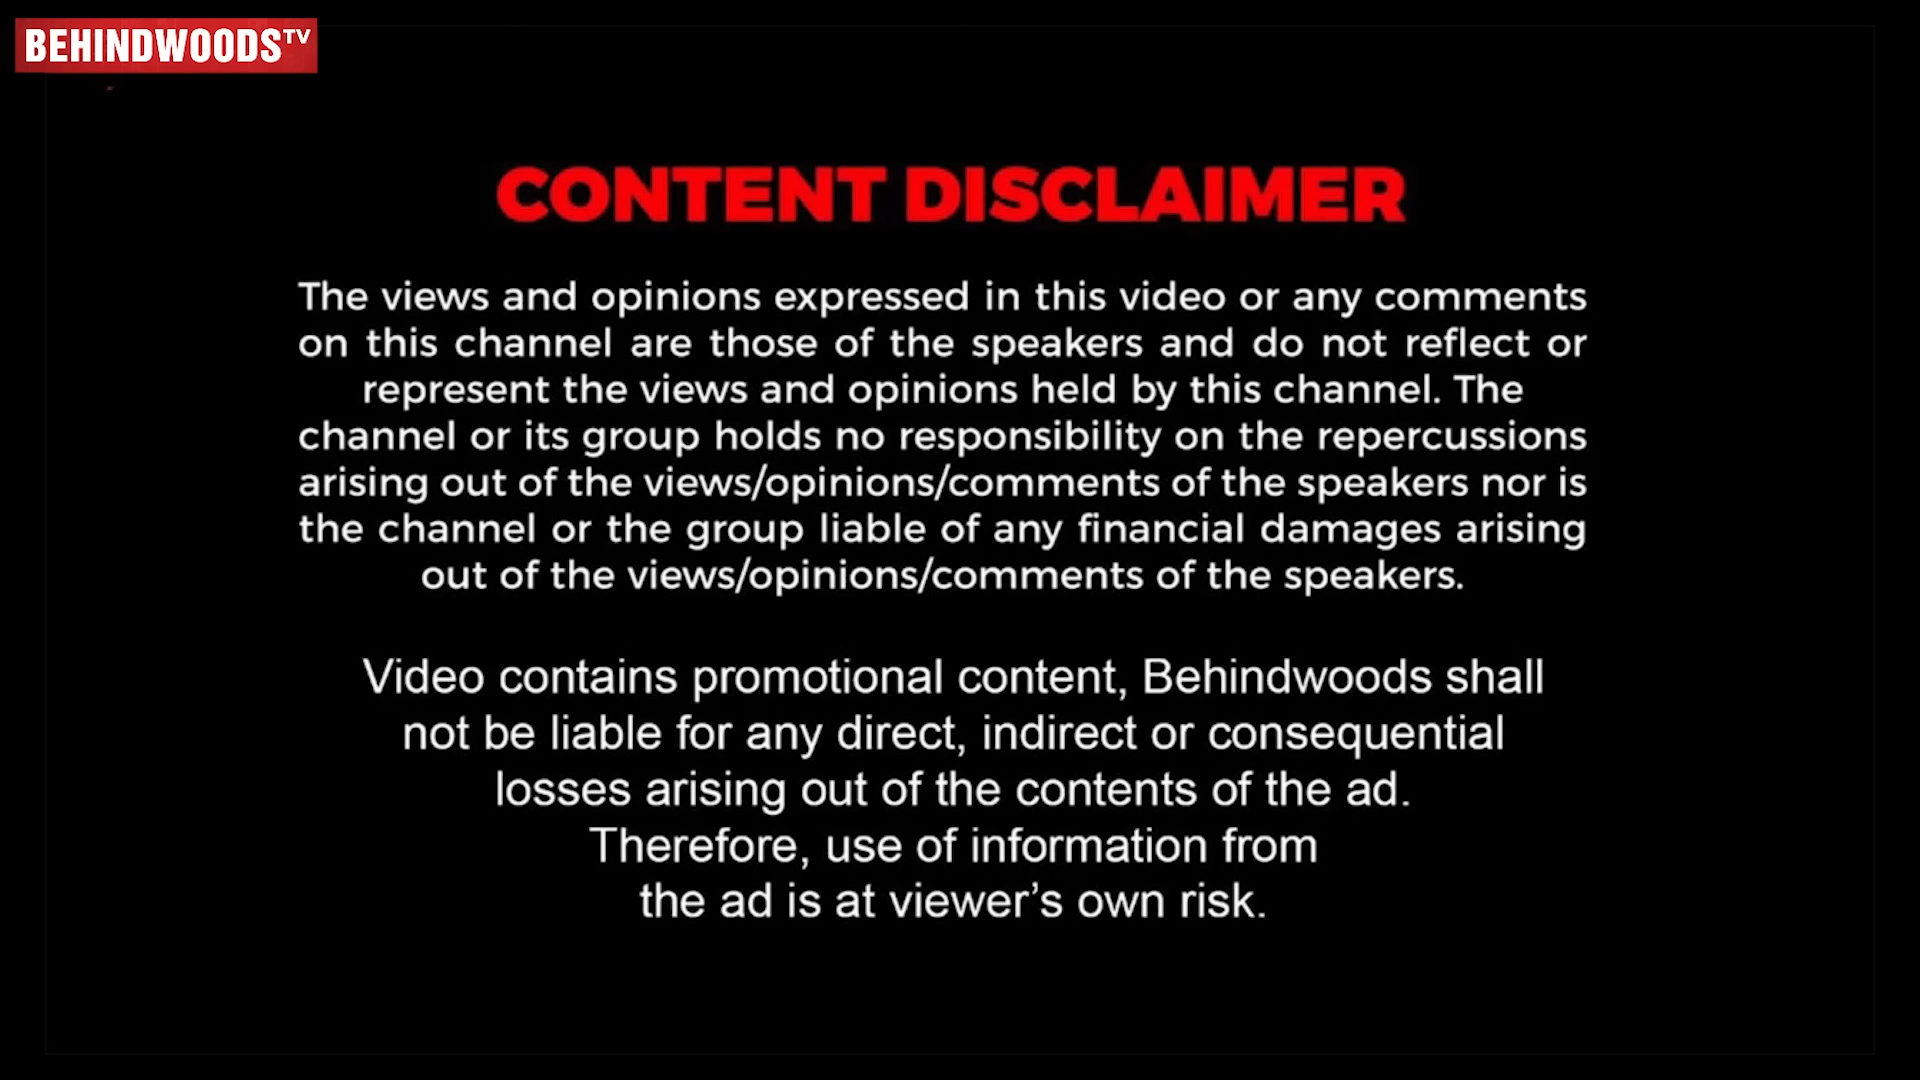 BEHINDWOODS TV
CONTENT DISCLAIMER
The views and opinions expressed in this video or any comments
on this channel are those of the speakers and do not reflect or
represent the views and opinions held by this channel. The
channel or its group holds no responsibility on the repercussions
arising out of the views/opinions/comments of the speakers nor is
the channel or the group liable of any financial damages arising
out of the views/opinions/comments of the speakers.
Video contains promotional content, Behindwoods shall
not be liable for any direct, indirect or consequential
losses arising out of the contents of the ad.
Therefore, use of information from
the ad is at viewer’s own risk.